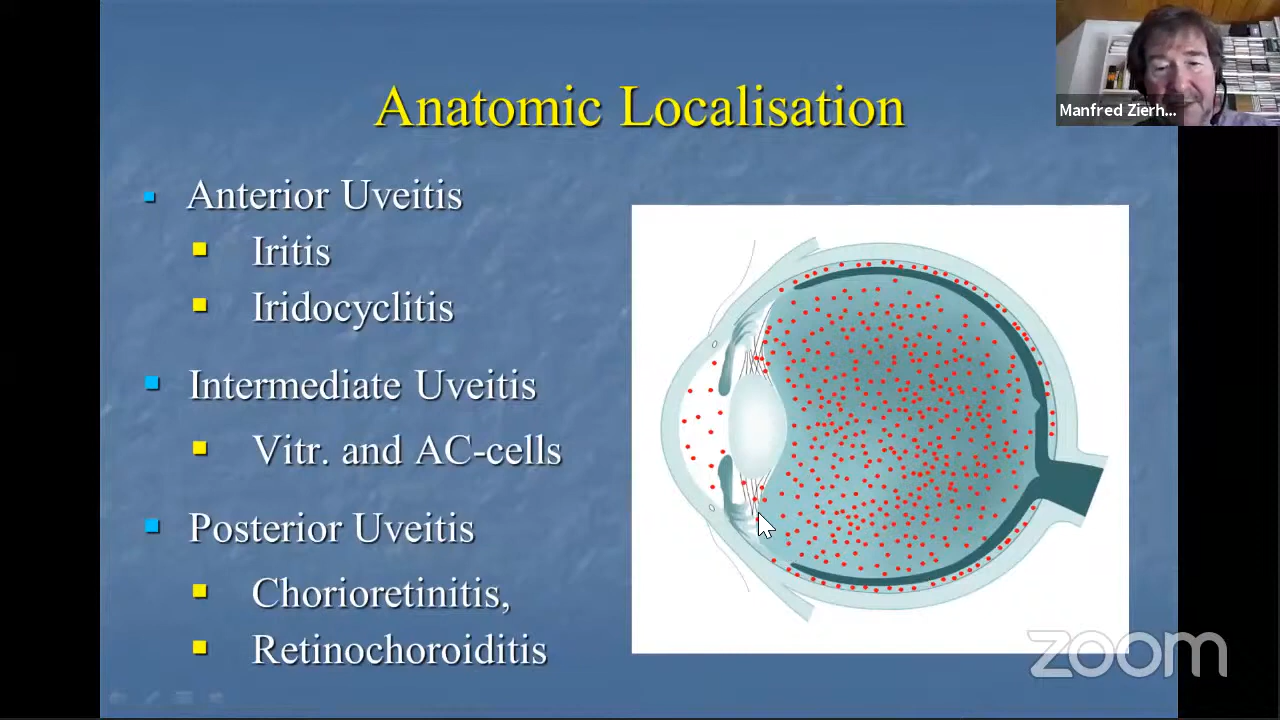 Anatomic Localisation
Manfred Zierh...
Anterior Uveitis
Iritis
Iridocyclitis
Intermediate Uveitis
Vitr. and AC-cells
Posterior Uveitis
Chorioretinitis,
Retinochoroiditis
zoom